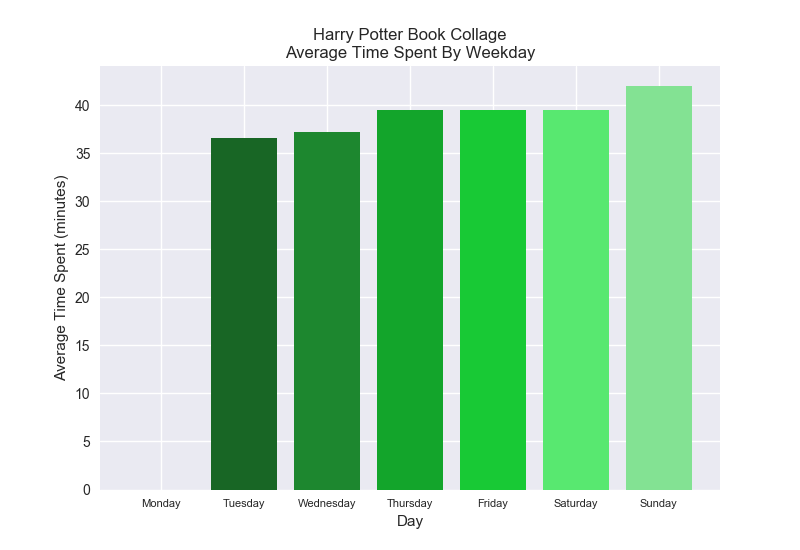 Harry Potter Book Collage
Average Time Spent By Weekday
Average Time Spent (minutes)
40
35
30
25
20
15
10
5
0
Monday Tuesday Wednesday Thursday Friday Saturday Sunday
Day